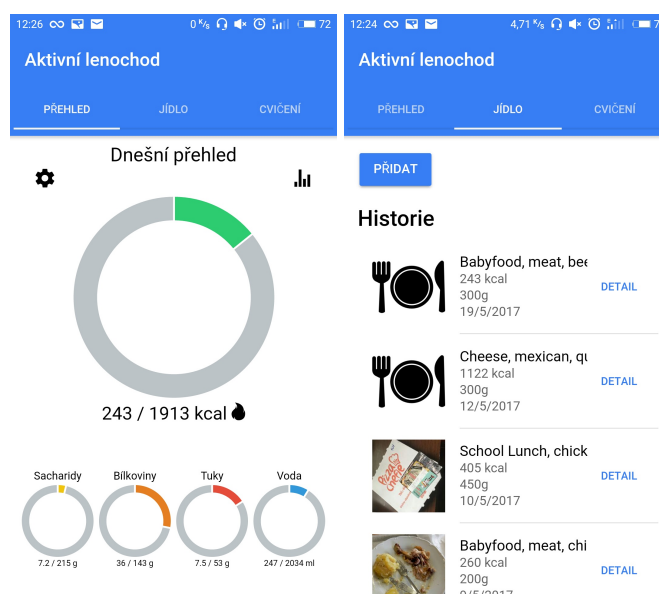 12:26
0 K/s
72
Aktivní lenochod
PŘEHLED
JÍDLO
CVIČENÍ
Dnešní přehled
243 / 1913 kcal
Sacharidy
Bílkoviny
Tuky
Voda
7.2 / 215 g
36 / 143 g
7.5 / 53 g
247 / 2034 ml
12:24
4,71 K/s
7
Aktivní lenochod
PŘEHLED
JÍDLO
CVIČENÍ
PŘIDAT
Historie
Babyfood, meat, bee
243 kcal
300g
19/5/2017
DETAIL
Cheese, mexican, qu
1122 kcal
300g
12/5/2017
DETAIL
School Lunch, chick
405 kcal
450g
10/5/2017
DETAIL
Babyfood, meat, chi
260 kcal
200g
9/5/2017
DETAIL